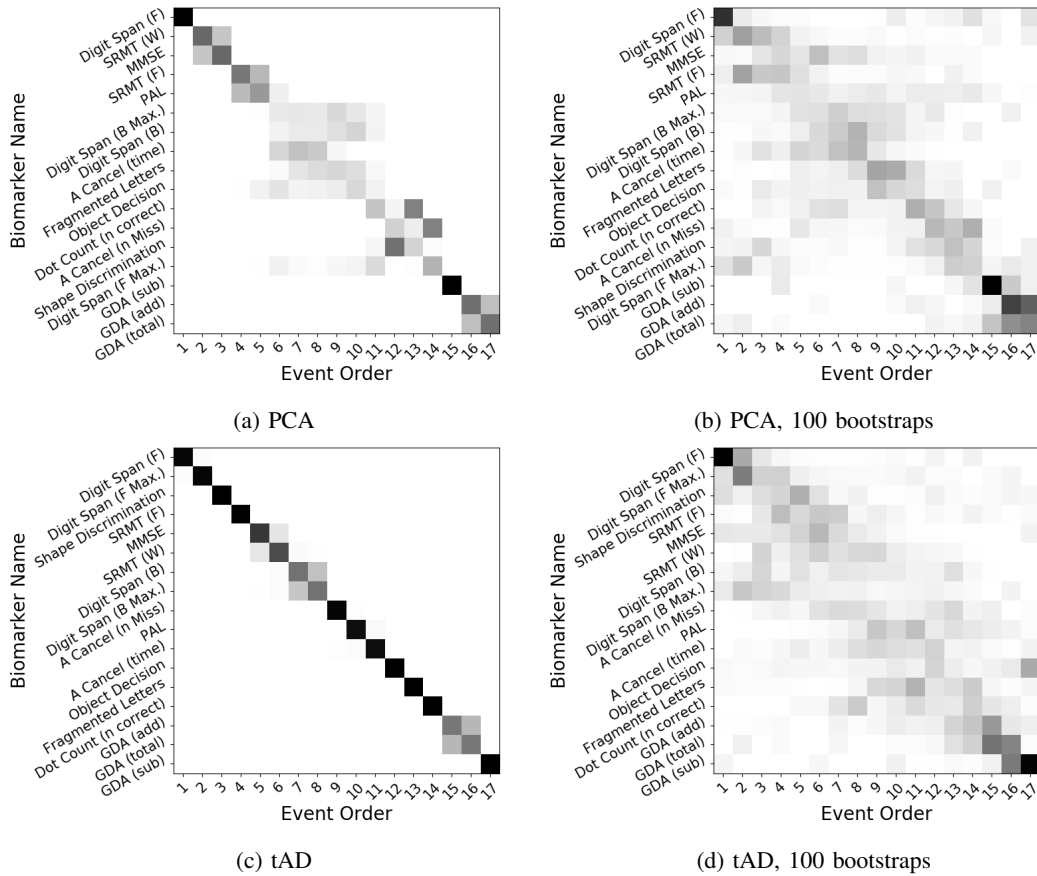 Biomarker Name
Digit Span (F)
SRMT (W)
MMSE
SRMT (F)
PAL
Digit Span (B Max.)
Digit Span (B)
A Cancel (time)
Fragmented Letters
Object Decision
Dot Count (n correct)
A Cancel (n Miss)
Shape Discrimination
Digit Span (F Max.)
GDA (sub)
GDA (add)
GDA (total)
1 2 3 4 5 6 7 8 9 10 11 12 13 14 15 16 17
Event Order
(a) PCA
Biomarker Name
Digit Span (F)
SRMT (W)
MMSE
SRMT (F)
PAL
Digit Span (B Max.)
Digit Span (B)
A Cancel (time)
Fragmented Letters
Object Decision
Dot Count (n correct)
A Cancel (n Miss)
Shape Discrimination
Digit Span (F Max.)
GDA (sub)
GDA (add)
GDA (total)
1 2 3 4 5 6 7 8 9 10 11 12 13 14 15 16 17
Event Order
(b) PCA, 100 bootstraps
Biomarker Name
Digit Span (F)
Digit Span (F Max.)
Shape Discrimination
SRMT (F)
MMSE
SRMT (W)
Digit Span (B)
Digit Span (B Max.)
A Cancel (n Miss)
PAL
A Cancel (time)
Object Decision
Fragmented Letters
Dot Count (n correct)
GDA (add)
GDA (total)
GDA (sub)
1 2 3 4 5 6 7 8 9 10 11 12 13 14 15 16 17
Event Order
(c) tAD
Biomarker Name
Digit Span (F)
Digit Span (F Max.)
Shape Discrimination
SRMT (F)
MMSE
SRMT (W)
Digit Span (B)
Digit Span (B Max.)
A Cancel (n Miss)
PAL
A Cancel (time)
Object Decision
Fragmented Letters
Dot Count (n correct)
GDA (add)
GDA (total)
GDA (sub)
1 2 3 4 5 6 7 8 9 10 11 12 13 14 15 16 17
Event Order
(d) tAD, 100 bootstraps